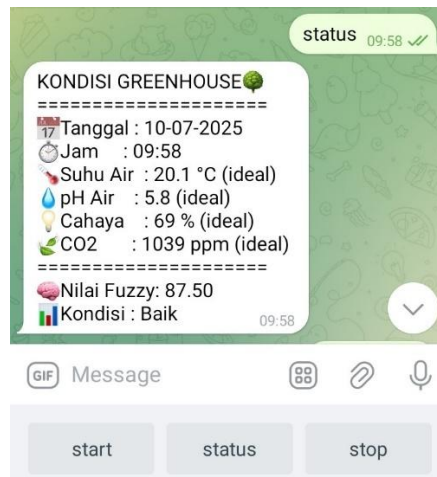 status 09:58
KONDISI GREENHOUSE🌳
======================
📅Tanggal : 10-07-2025
⏱Jam : 09:58
🌡Suhu Air : 20.1 °C (ideal)
💧pH Air : 5.8 (ideal)
💡Cahaya : 69 % (ideal)
🌿CO2 : 1039 ppm (ideal)
======================
🧠Nilai Fuzzy: 87.50
📊Kondisi : Baik 09:58
GIF Message
start status stop